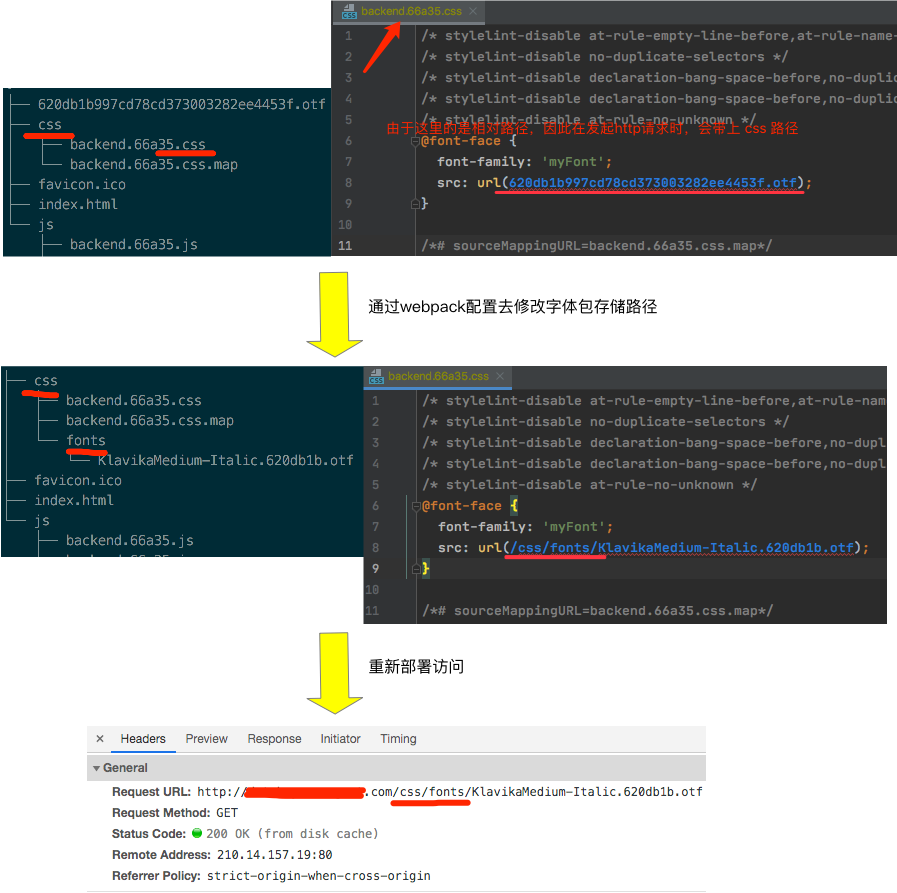 620db1b997cd78cd373003282ee4453f.otf
css
backend.66a35.css
backend.66a35.css.map
favicon.ico
index.html
js
backend.66a35.js
backend.66a35.css ×
1 /* stylelint-disable at-rule-empty-line-before,at-rule-name-
2 /* stylelint-disable no-duplicate-selectors */
3 /* stylelint-disable declaration-bang-space-before,no-duplic
4 /* stylelint-disable declaration-bang-space-before,no-duplic
5 /* stylelint-disable at-rule-no-unknown */
由于这里的是相对路径，因此在发起http请求时，会带上 css 路径
6 @font-face {
7 font-family: 'myFont';
8 src: url(620db1b997cd78cd373003282ee4453f.otf);
9 }
10
11 /*# sourceMappingURL=backend.66a35.css.map*/
通过webpack配置去修改字体包存储路径
css
backend.66a35.css
backend.66a35.css.map
fonts
KlavikaMedium-Italic.620db1b.otf
favicon.ico
index.html
js
backend.66a35.js
backend.66a35.css ×
1 /* stylelint-disable at-rule-empty-line-before,at-rule-name
2 /* stylelint-disable no-duplicate-selectors */
3 /* stylelint-disable declaration-bang-space-before,no-dupl
4 /* stylelint-disable declaration-bang-space-before,no-dupl
5 /* stylelint-disable at-rule-no-unknown */
6 @font-face {
7 font-family: 'myFont';
8 src: url(/css/fonts/KlavikaMedium-Italic.620db1b.otf);
9 }
10
11 /*# sourceMappingURL=backend.66a35.css.map*/
重新部署访问
× Headers Preview Response Initiator Timing
▼ General
Request URL: http://.com/css/fonts/KlavikaMedium-Italic.620db1b.otf
Request Method: GET
Status Code: 200 OK (from disk cache)
Remote Address: 210.14.157.19:80
Referrer Policy: strict-origin-when-cross-origin